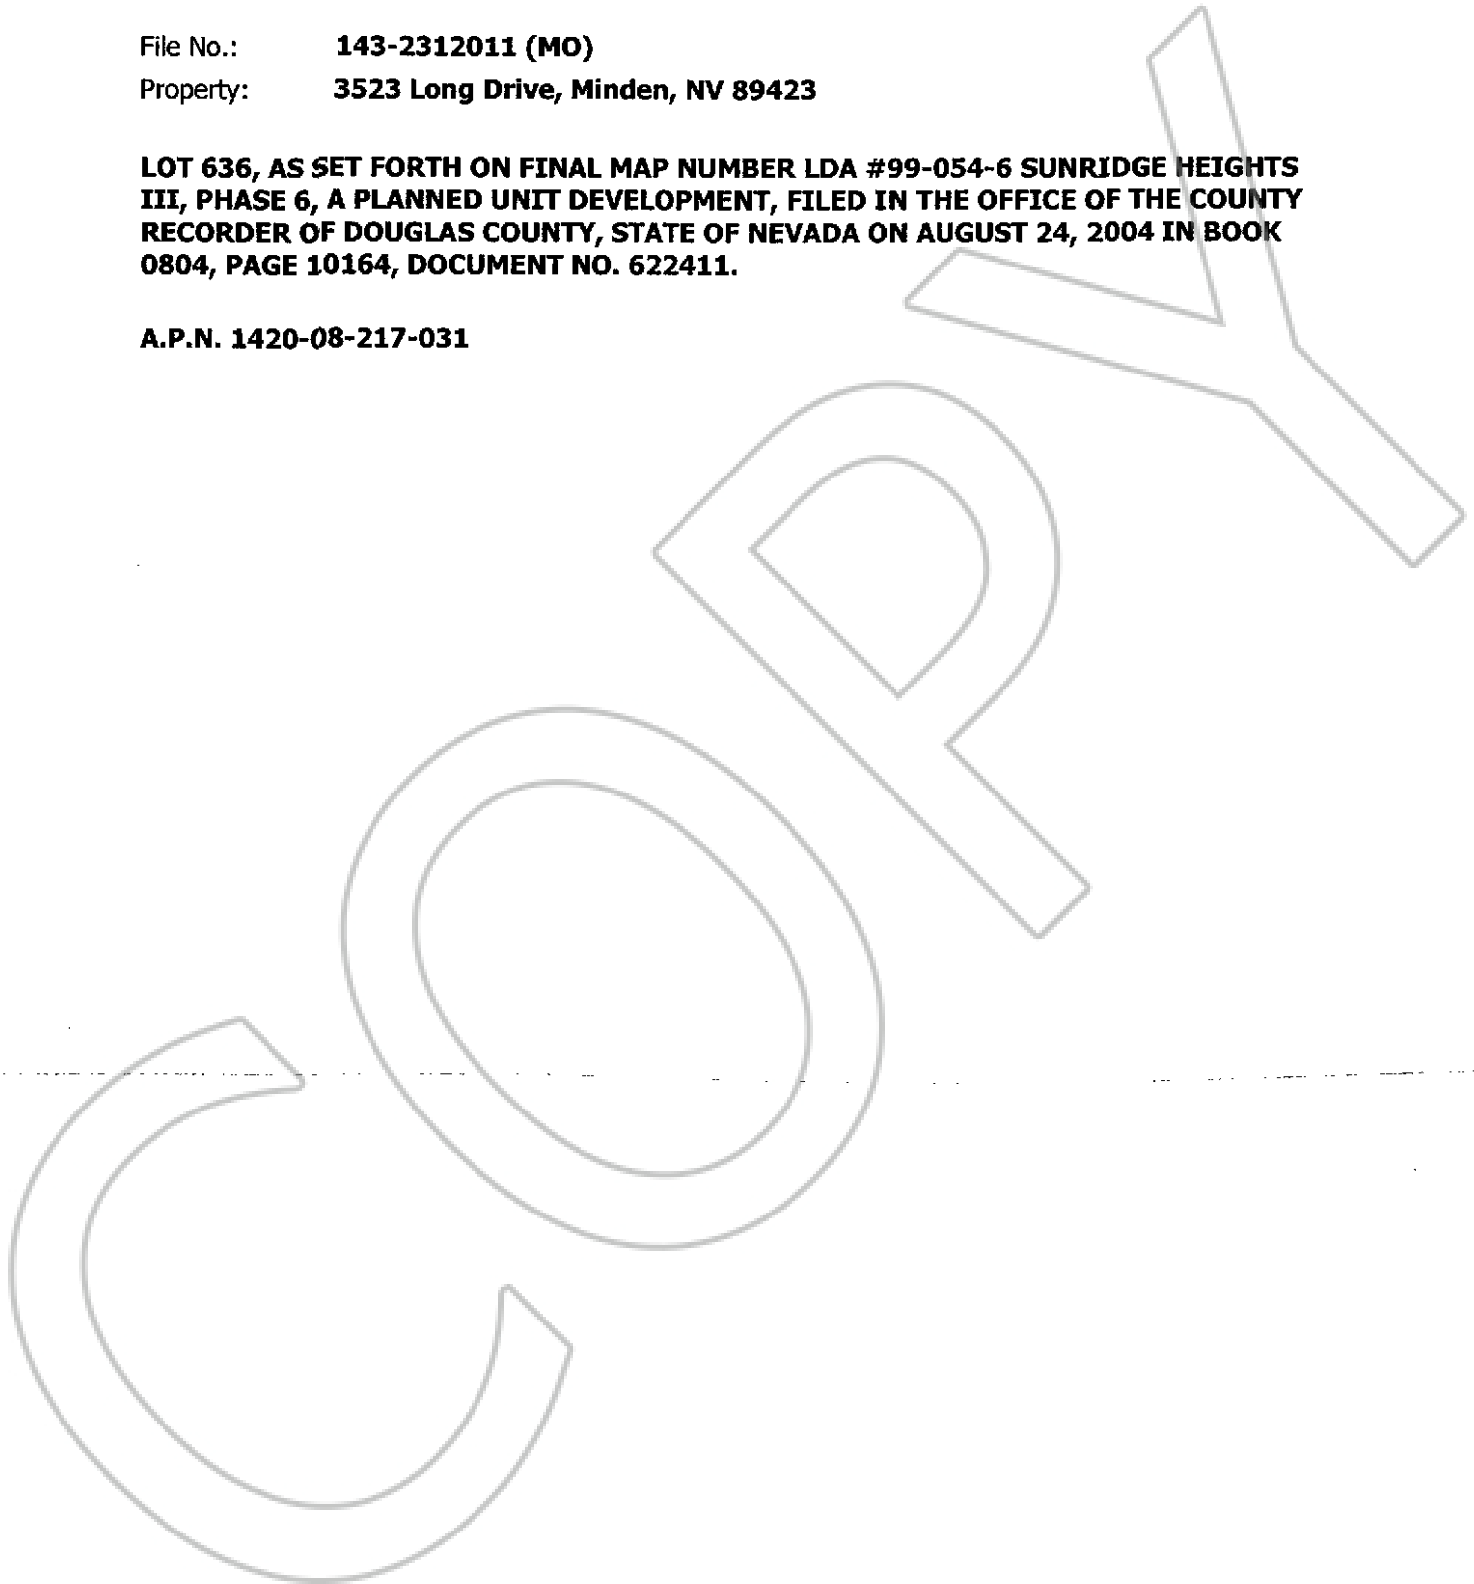 File No.: 143-2312011 (MO)
Property: 3523 Long Drive, Minden, NV 89423
LOT 636, AS SET FORTH ON FINAL MAP NUMBER LDA #99-054-6 SUNRIDGE HEIGHTS
III, PHASE 6, A PLANNED UNIT DEVELOPMENT, FILED IN THE OFFICE OF THE COUNTY
RECORDER OF DOUGLAS COUNTY, STATE OF NEVADA ON AUGUST 24, 2004 IN BOOK
0804, PAGE 10164, DOCUMENT NO. 622411.
A.P.N. 1420-08-217-031
COPY